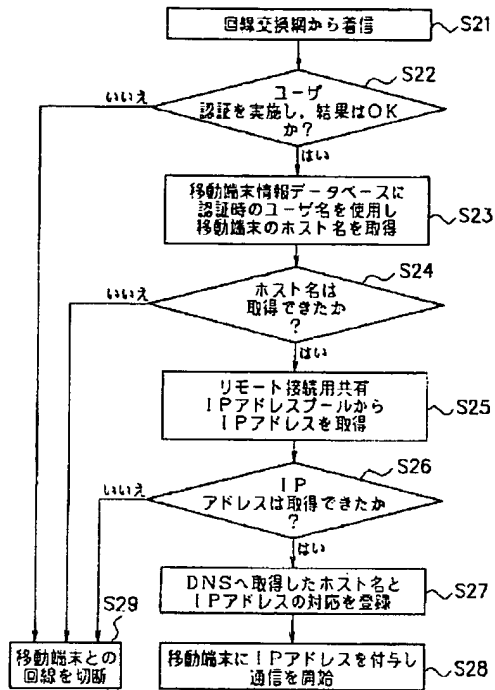 回線交換網から着信
S21
S22
ユーザ
認証を実施し、結果はOK
か?
いいえ
はい
移動端末情報データベースに
認証時のユーザ名を使用し
移動端末のホスト名を取得
S23
S24
ホスト名は
取得できたか
?
いいえ
はい
リモート接続用共有
IPアドレスプールから
IPアドレスを取得
S25
S26
IP
アドレスは取得できたか
?
いいえ
はい
DNSへ取得したホスト名と
IPアドレスの対応を登録
S27
S29
移動端末との
回線を切断
移動端末にIPアドレスを付与し
通信を開始
S28